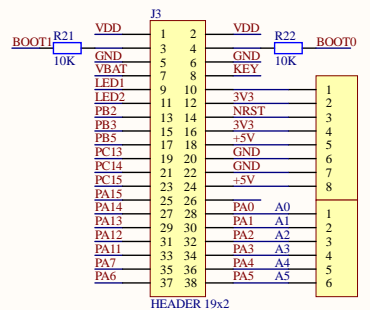 J3
VDD 1 2 VDD
BOOT1 R21 10K 3 4 R22 10K BOOT0
GND 5 6 GND
VBAT 7 8 KEY
LED1 9 10 1
LED2 11 12 3V3 2
PB2 13 14 NRST 3
PB3 15 16 3V3 4
PB5 17 18 +5V 5
PC13 19 20 GND 6
PC14 21 22 GND 7
PC15 23 24 +5V 8
PA15 25 26
PA14 27 28 PA0 A0 1
PA13 29 30 PA1 A1 2
PA12 31 32 PA2 A2 3
PA11 33 34 PA3 A3 4
PA7 35 36 PA4 A4 5
PA6 37 38 PA5 A5 6
HEADER 19x2